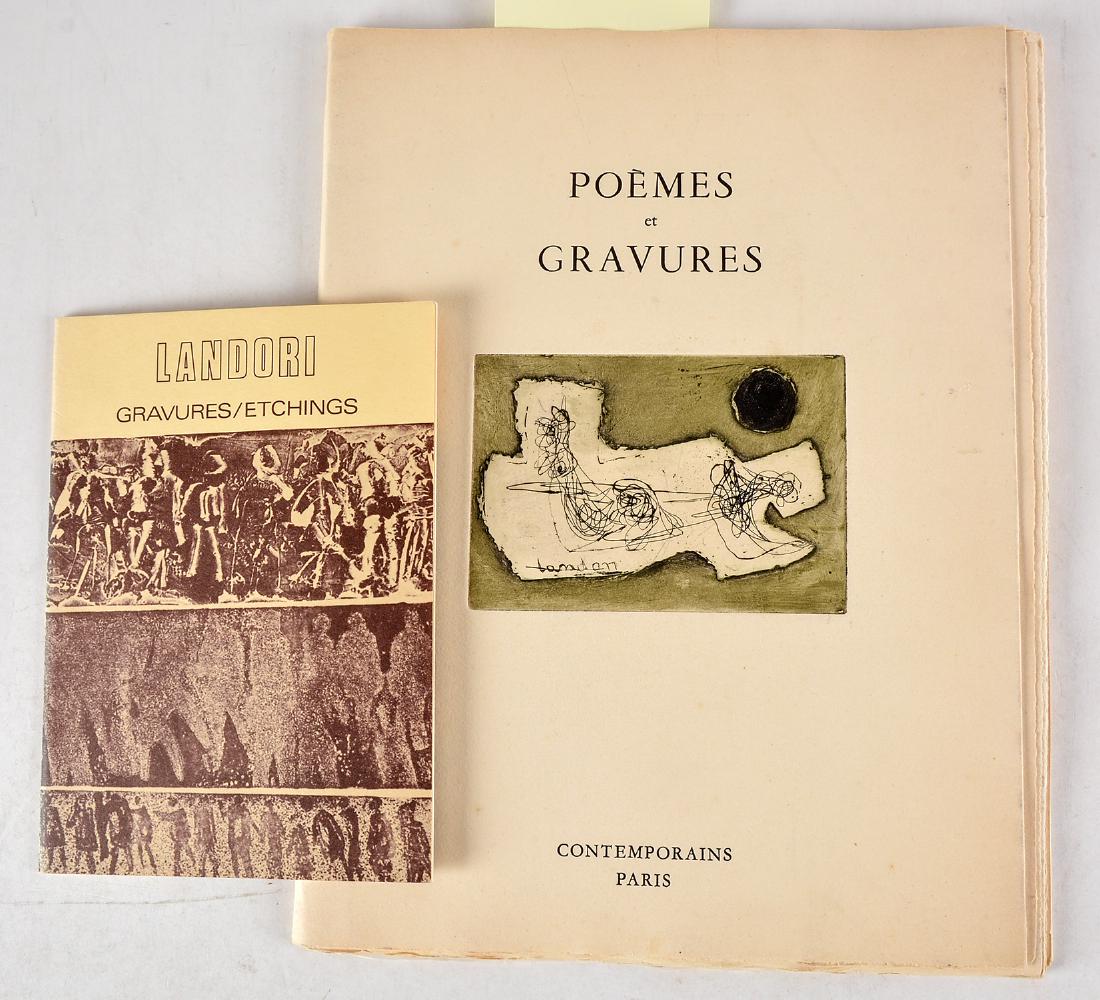 POÈMES
et
GRAVURES
landori
CONTEMPORAINS
PARIS
LANDORI
GRAVURES/ETCHINGS